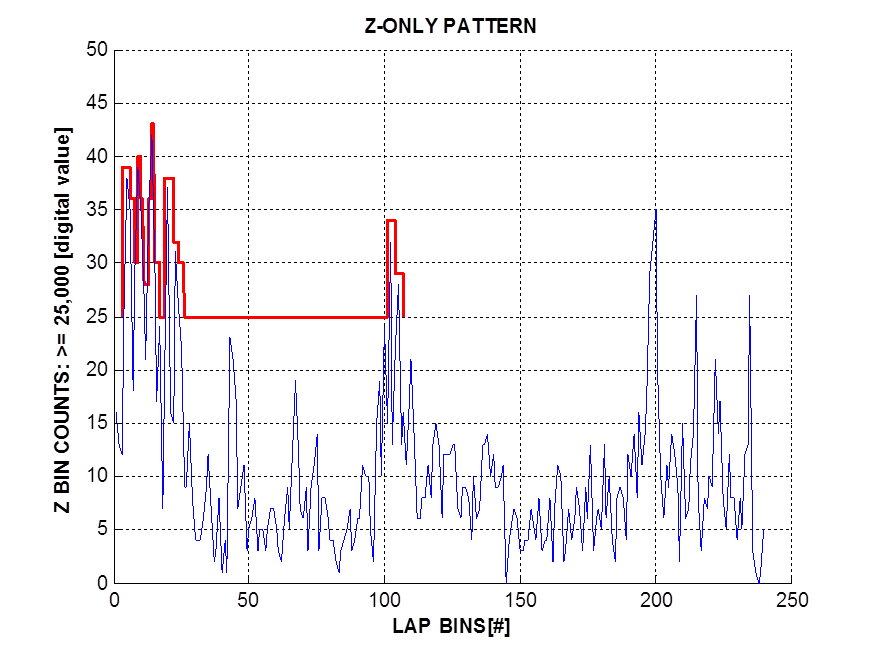 Z-ONLY PATTERN
50
45
40
35
30
25
20
15
10
5
0
Z BIN COUNTS: >= 25,000 [digital value]
0 50 100 150 200 250
LAP BINS[#]